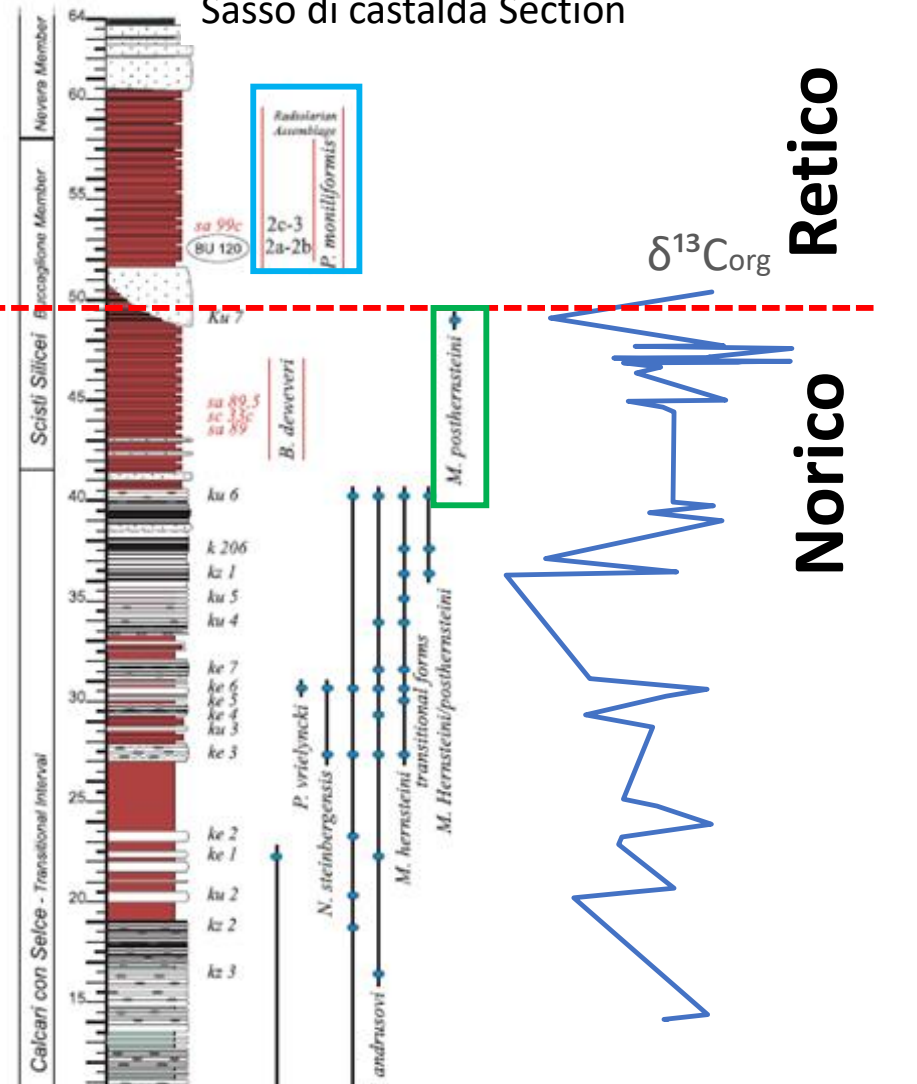 Sasso di castalda Section
64
60
55
50
45
40
35
30
25
20
15
Nevera Member
Buccaglione Member
Scisti Silicei
Calcari con Selce - Transitional Interval
Radiolarian
Assemblage
P. moniliformis
sa 99c
2c-3
BU 120
2a-2b
Ku 7
sa 89.5
sc 33c
sa 89
B. deweveri
M. posthernsteini
ku 6
k 206
kz 1
ku 5
ku 4
ke 7
ke 6
ke 5
ke 4
ku 3
ke 3
ke 2
ke 1
ku 2
kz 2
kz 3
P. vrielyncki
N. steinbergensis
andrusovi
M. hernsteini
transitional forms
M. Hernsteini/posthernsteini
δ¹³Corg
Retico
Norico